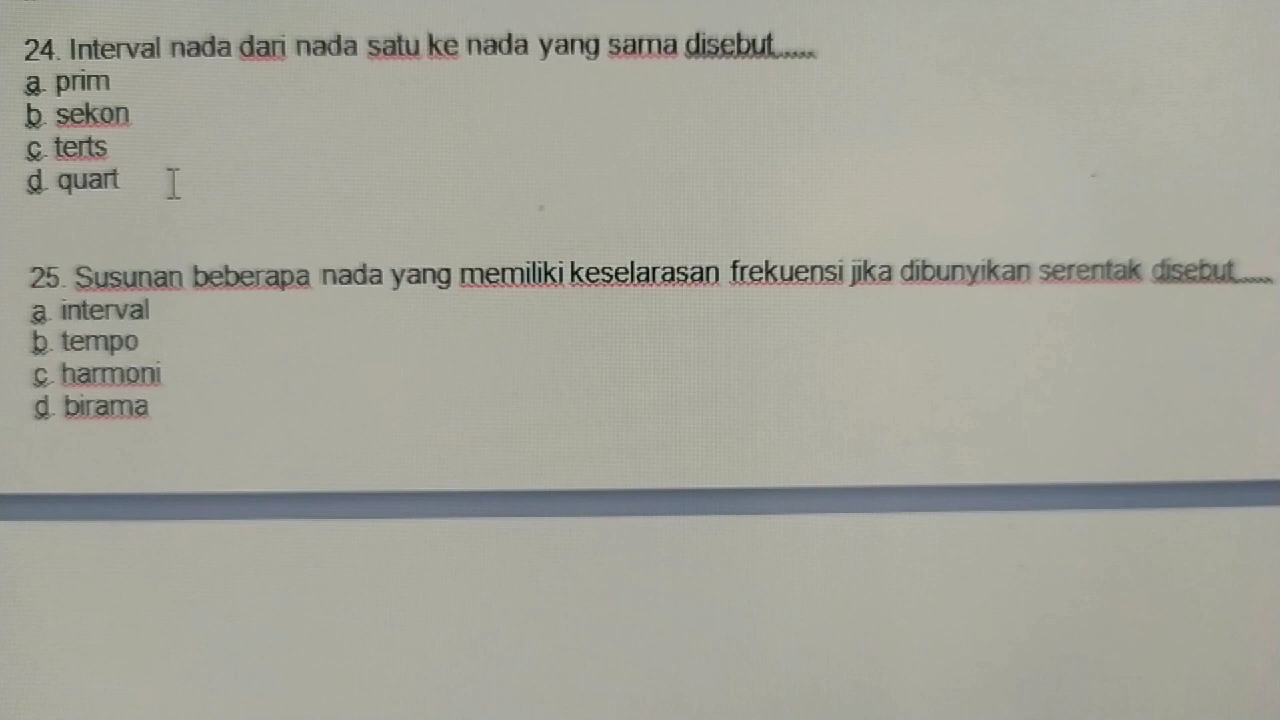 24. Interval nada dari nada satu ke nada yang sama disebut.....
a. prim
b. sekon
c. terts
d. quart
25. Susunan beberapa nada yang memiliki keselarasan frekuensi jika dibunyikan serentak disebut.....
a. interval
b. tempo
c. harmoni
d. birama